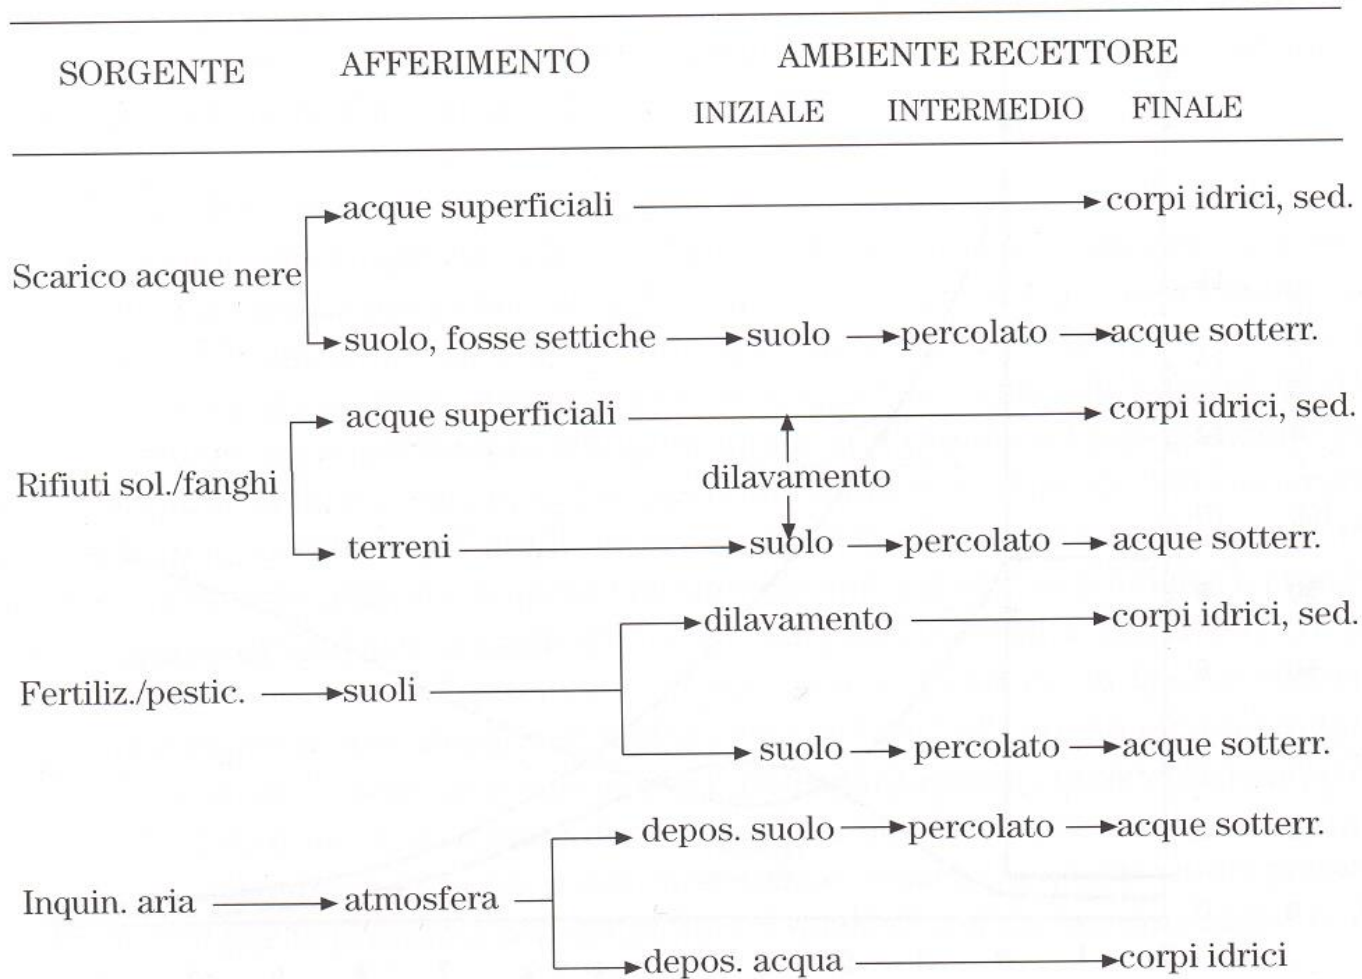 SORGENTE AFFERIMENTO AMBIENTE RECETTORE
INIZIALE INTERMEDIO FINALE
acque superficiali corpi idrici, sed.
Scarico acque nere
suolo, fosse settiche suolo percolato acque sotterr.
acque superficiali corpi idrici, sed.
Rifiuti sol./fanghi dilavamento
terreni suolo percolato acque sotterr.
dilavamento corpi idrici, sed.
Fertiliz./pestic. suoli
suolo percolato acque sotterr.
depos. suolo percolato acque sotterr.
Inquin. aria atmosfera
depos. acqua corpi idrici